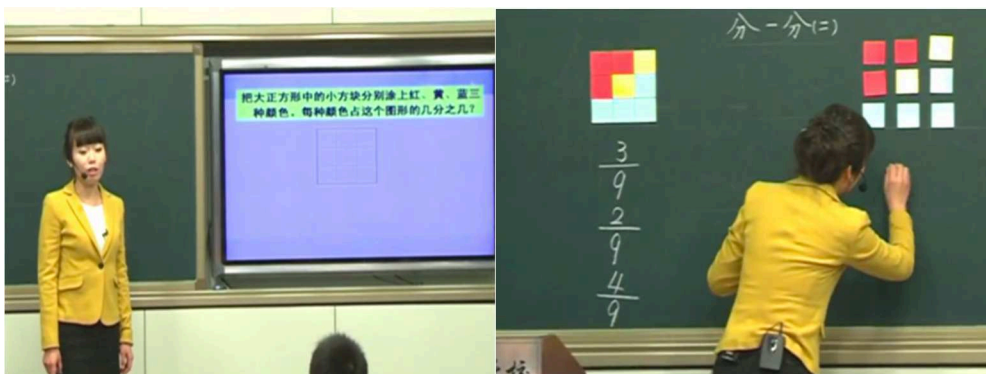 )
把大正方形中的小方块分别涂上红、黄、蓝三
种颜色。每种颜色占这个图形的几分之几？
分一分(二)
3
9
2
9
4
9
校